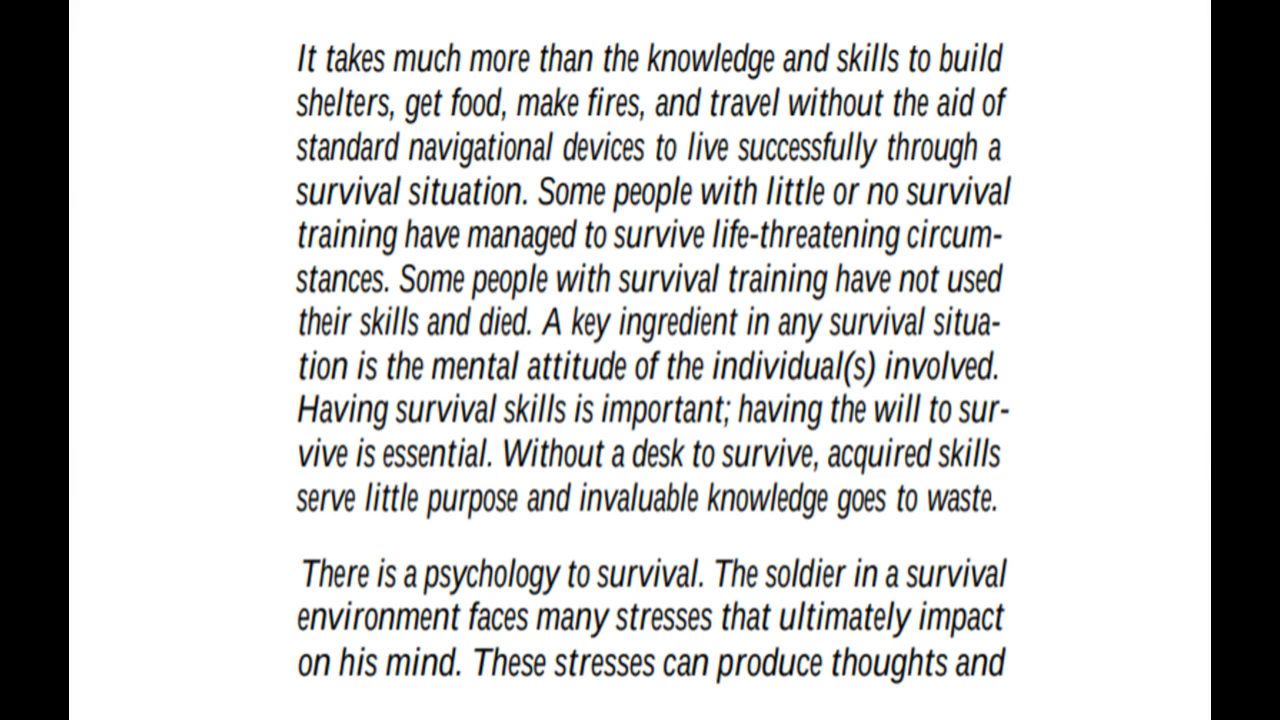 It takes much more than the knowledge and skills to build
shelters, get food, make fires, and travel without the aid of
standard navigational devices to live successfully through a
survival situation. Some people with little or no survival
training have managed to survive life-threatening circum-
stances. Some people with survival training have not used
their skills and died. A key ingredient in any survival situa-
tion is the mental attitude of the individual(s) involved.
Having survival skills is important; having the will to sur-
vive is essential. Without a desk to survive, acquired skills
serve little purpose and invaluable knowledge goes to waste.
There is a psychology to survival. The soldier in a survival
environment faces many stresses that ultimately impact
on his mind. These stresses can produce thoughts and